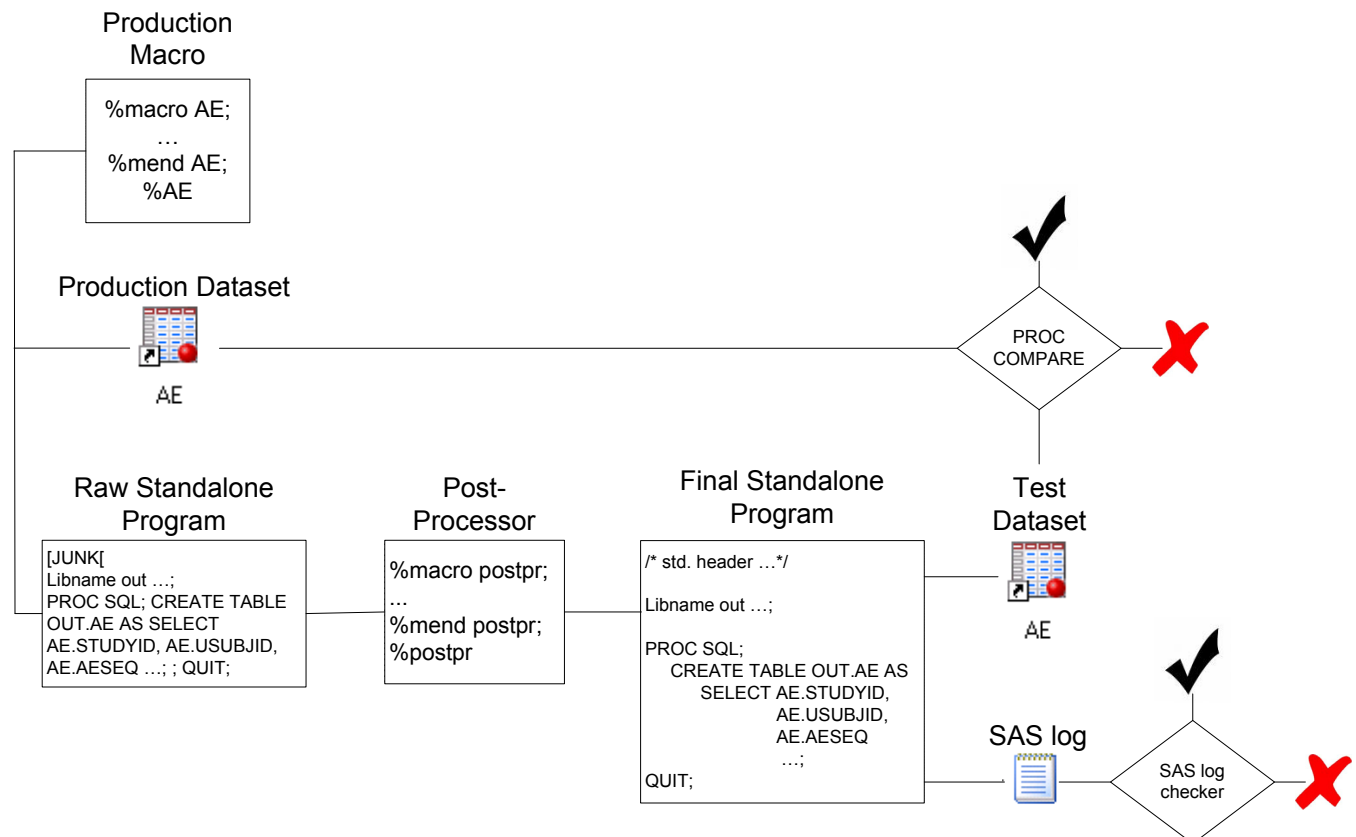 Production
Macro
%macro AE;
…
%mend AE;
%AE
Production Dataset
AE
PROC
COMPARE
Raw Standalone
Program
[JUNK[
Libname out …;
PROC SQL; CREATE TABLE
OUT.AE AS SELECT
AE.STUDYID, AE.USUBJID,
AE.AESEQ …; ; QUIT;
Post-
Processor
%macro postpr;
...
%mend postpr;
%postpr
Final Standalone
Program
/* std. header …*/
Libname out …;
PROC SQL;
CREATE TABLE OUT.AE AS
SELECT AE.STUDYID,
AE.USUBJID,
AE.AESEQ
…;
QUIT;
Test
Dataset
AE
SAS log
SAS log
checker